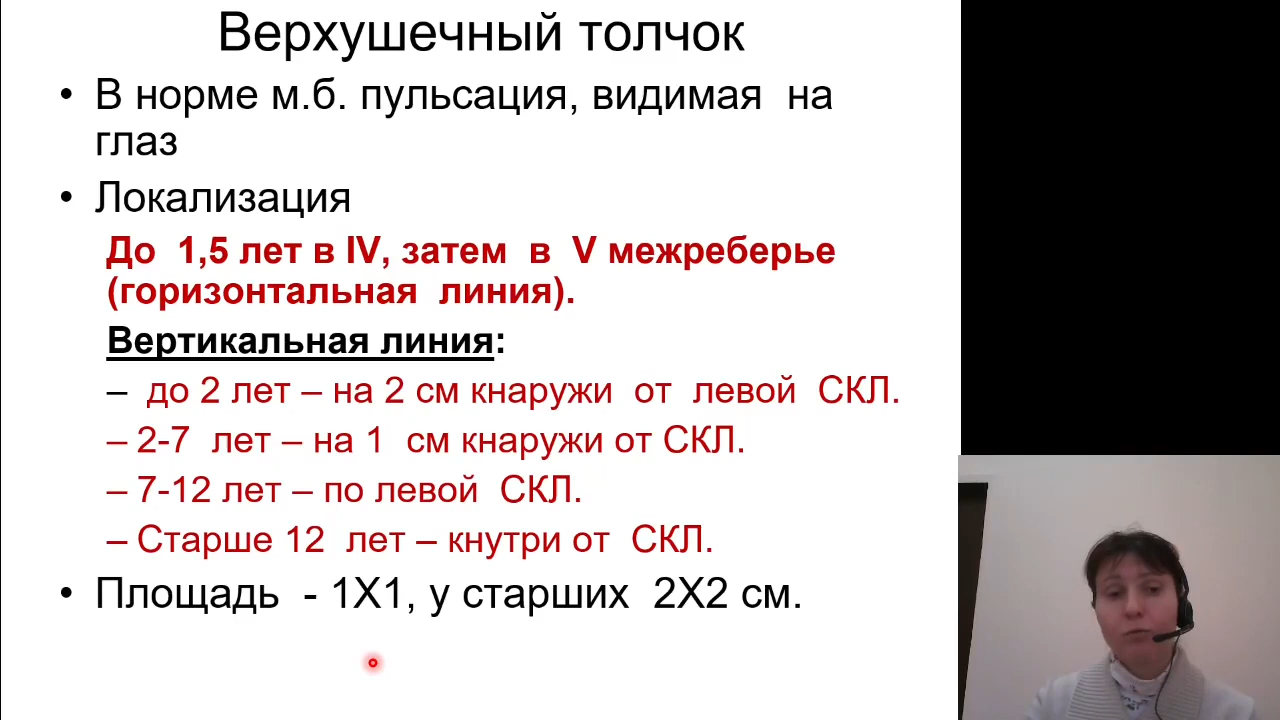 Верхушечный толчок
• В норме м.б. пульсация, видимая на
глаз
• Локализация
До 1,5 лет в IV, затем в V межреберье
(горизонтальная линия).
Вертикальная линия:
– до 2 лет – на 2 см кнаружи от левой СКЛ.
– 2-7 лет – на 1 см кнаружи от СКЛ.
– 7-12 лет – по левой СКЛ.
– Старше 12 лет – кнутри от СКЛ.
• Площадь - 1X1, у старших 2X2 см.